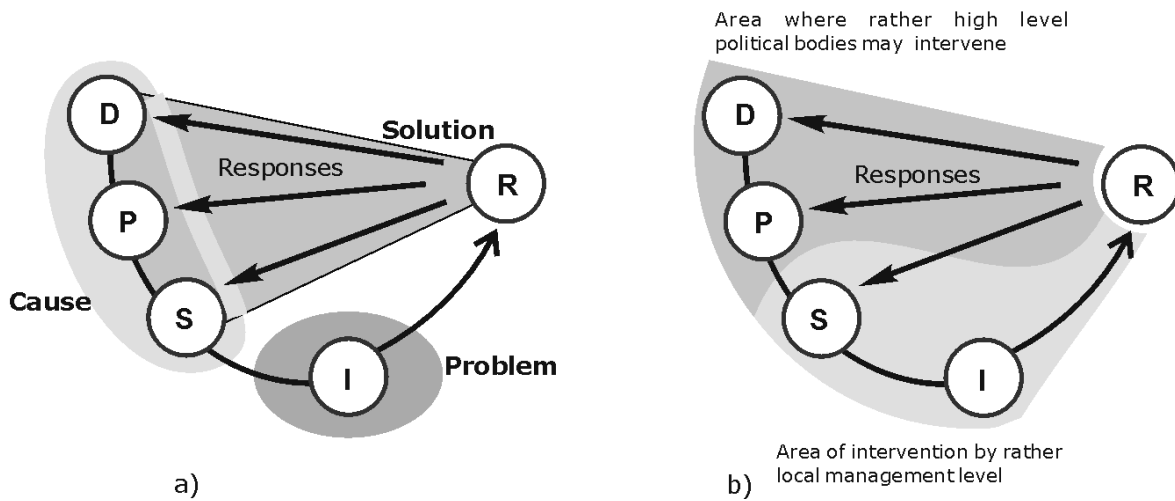 D
Solution
Responses
R
P
Cause
S
I
Problem
a)
Area where rather high level
political bodies may intervene
D
Responses
R
P
S
I
Area of intervention by rather
local management level
b)